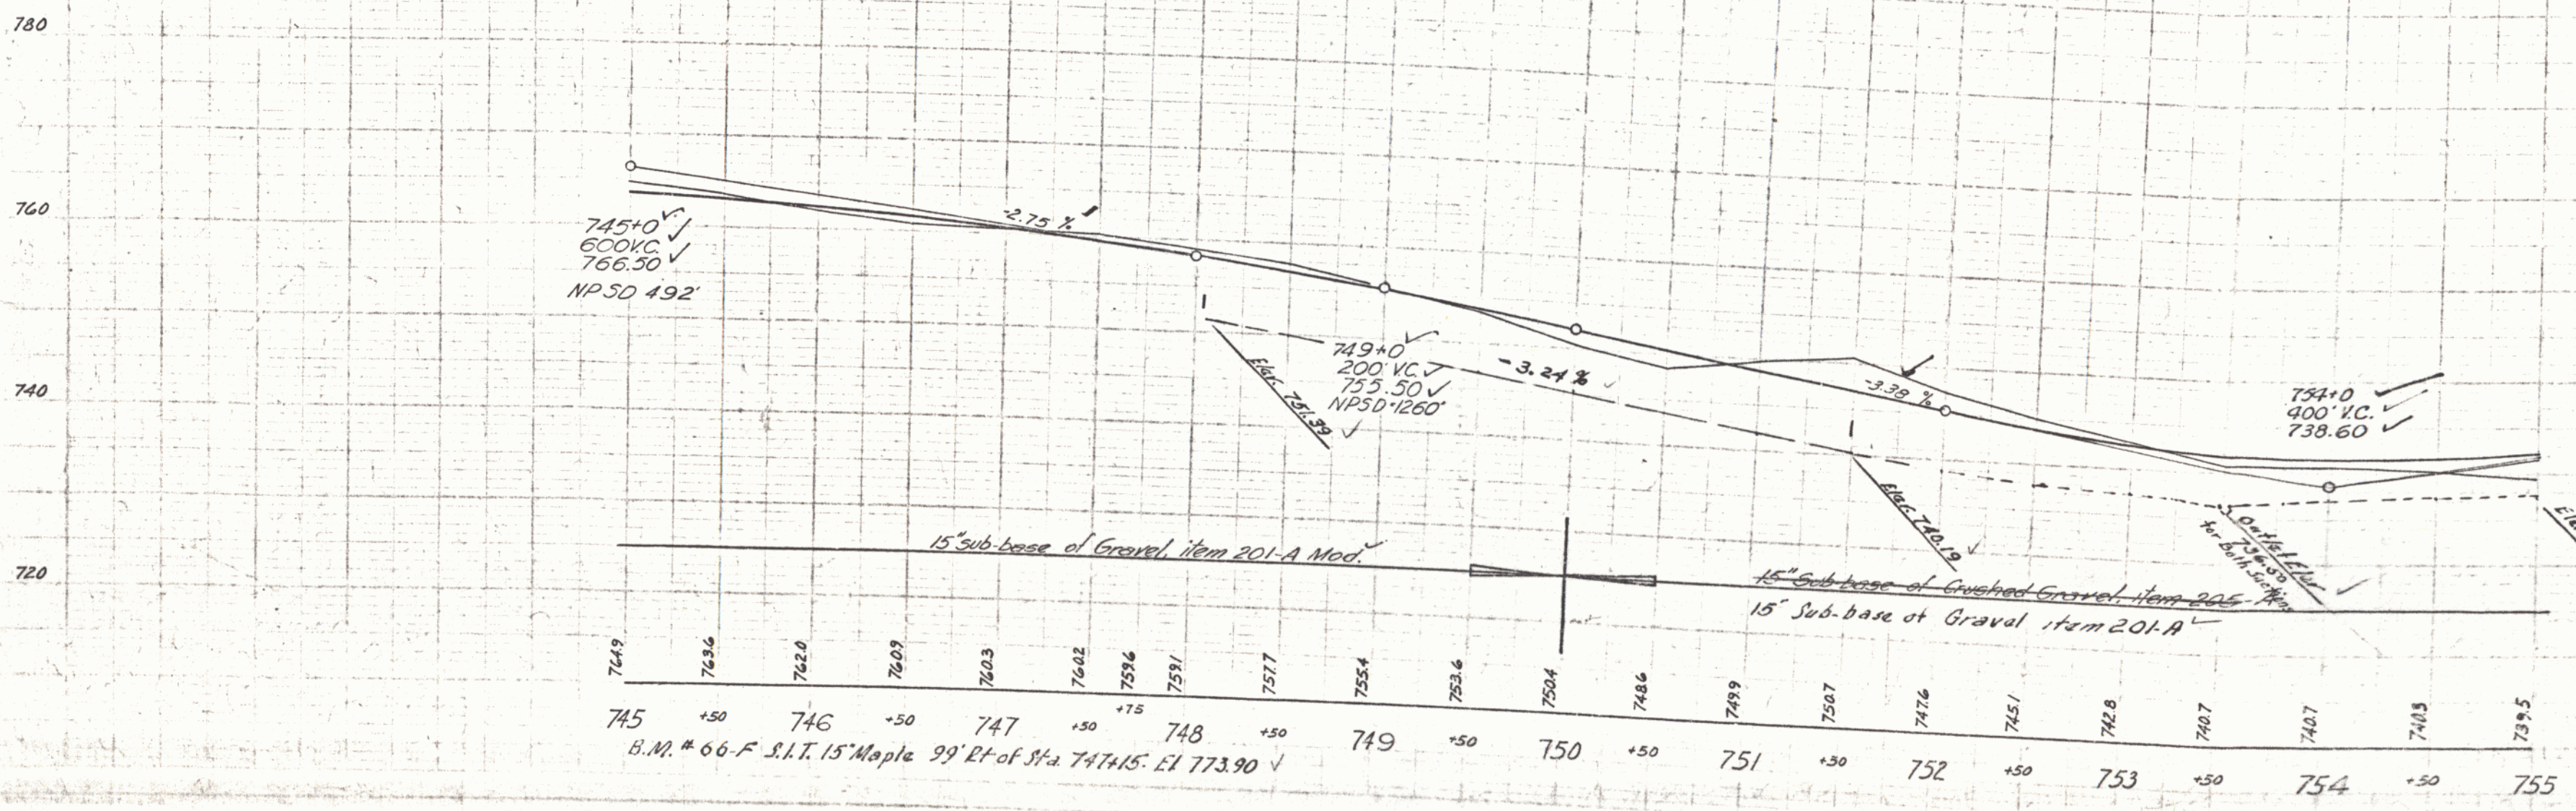 780
760
740
720
745+0
600V.C.
766.50
NPSD 492'
-2.75 %
Elev. 751.39
749+0
200' V.C.
755.50
NPSD-1260'
-3.24 %
-3.38 %
Elev. 740.19
754+0
400' V.C.
738.60
Outlet Elev
736.50
for Both Sections
15" sub-base of Gravel, item 201-A Mod.
15" Sub-base of Crushed Gravel, item 205-A
15" Sub-base of Gravel item 201-A
764.9 763.6 762.0 760.9 760.3 760.2 759.6 759.1 757.7 755.4 753.6 750.4 748.6 749.9 750.7 747.6 745.1 742.8 740.7 740.7 740.3 739.5
745 +50 746 +50 747 +50 +75 748 +50 749 +50 750 +50 751 +50 752 +50 753 +50 754 +50 755
B.M. # 66-F S.I.T. 15" Maple 99' Rt of Sta. 747+15. El 773.90